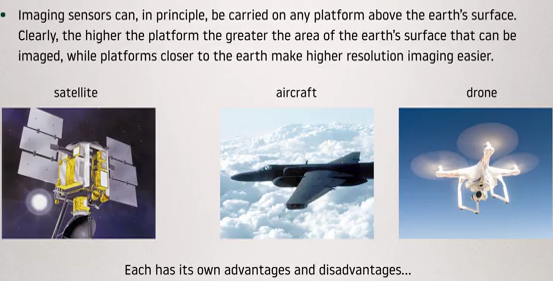 • Imaging sensors can, in principle, be carried on any platform above the earth's surface.
Clearly, the higher the platform the greater the area of the earth's surface that can be
imaged, while platforms closer to the earth make higher resolution imaging easier.
satellite aircraft drone
Each has its own advantages and disadvantages...